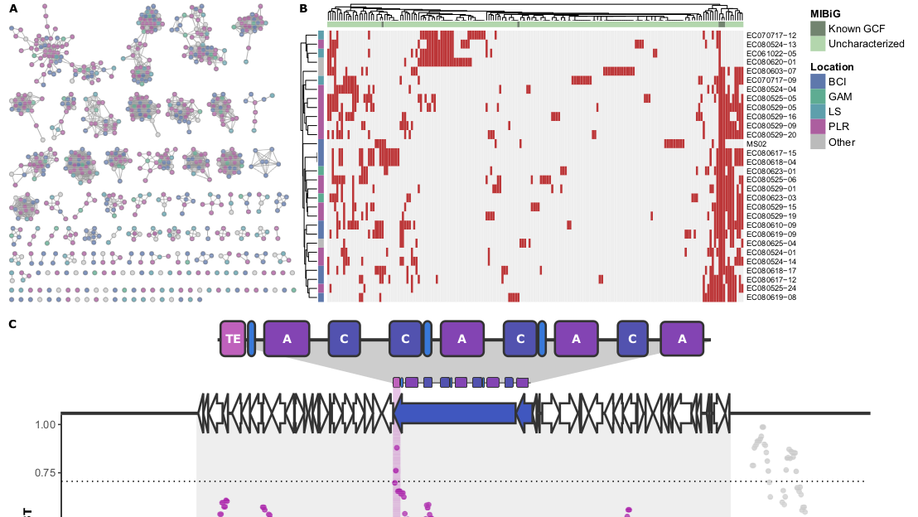 A
B
MIBiG
Known GCF
Uncharacterized
Location
BCI
GAM
LS
PLR
Other
EC070717-12
EC080524-13
EC061022-05
EC080620-01
EC080603-07
EC070717-09
EC080524-04
EC080525-05
EC080529-05
EC080529-16
EC080529-09
EC080529-20
MS02
EC080617-15
EC080618-04
EC080623-01
EC080525-06
EC080529-01
EC080623-03
EC080529-15
EC080529-19
EC080610-09
EC080619-09
EC080625-04
EC080524-01
EC080524-14
EC080618-17
EC080617-12
EC080525-24
EC080619-08
C
TE A C C A C A C A
1.00
0.75